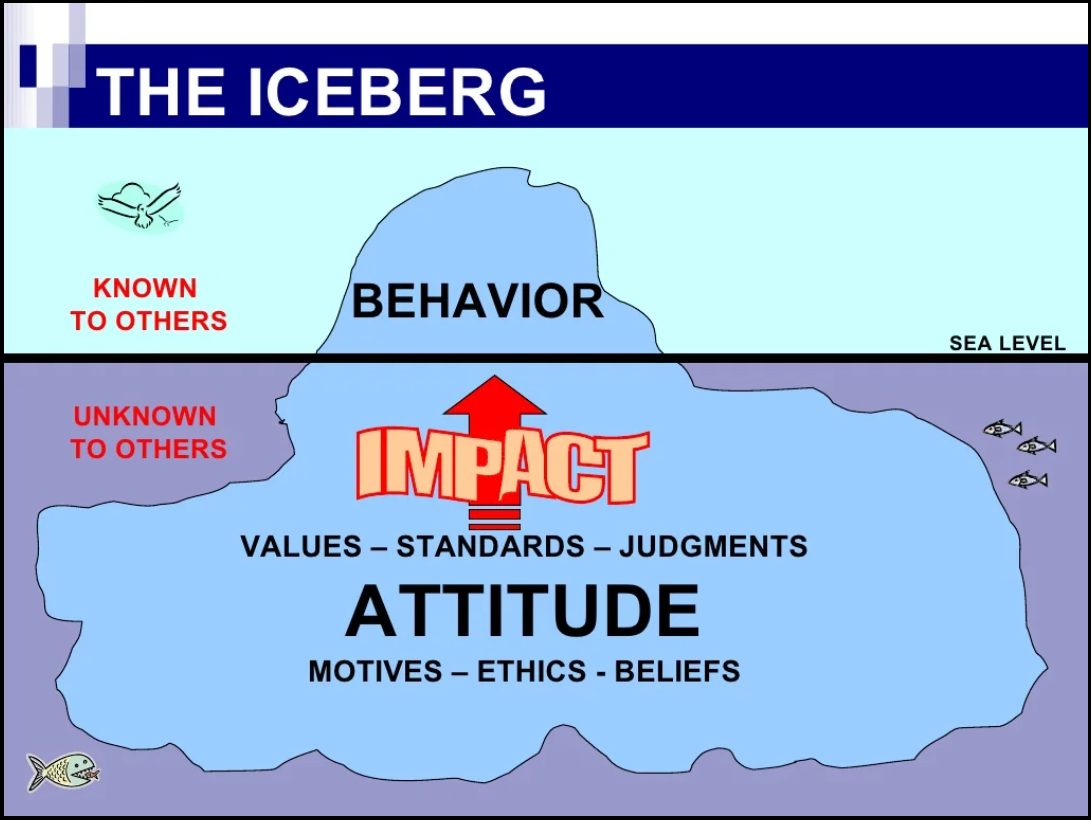 THE ICEBERG
KNOWN
TO OTHERS
BEHAVIOR
SEA LEVEL
UNKNOWN
TO OTHERS
IMPACT
VALUES – STANDARDS – JUDGMENTS
ATTITUDE
MOTIVES – ETHICS - BELIEFS